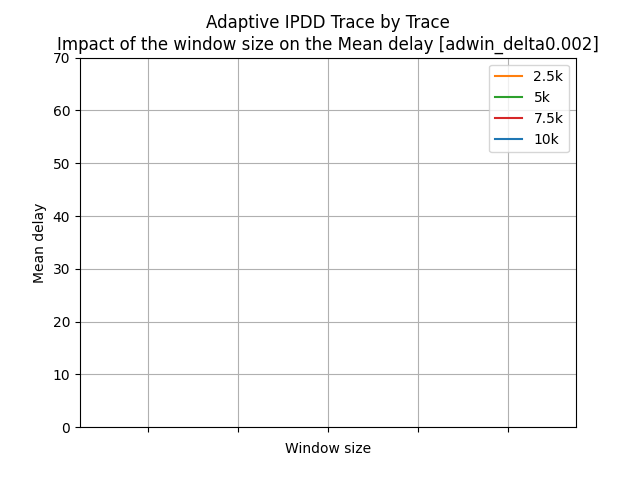 Adaptive IPDD Trace by Trace
Impact of the window size on the Mean delay [adwin_delta0.002]
70
60
50
40
30
20
10
0
Mean delay
2.5k
5k
7.5k
10k
Window size